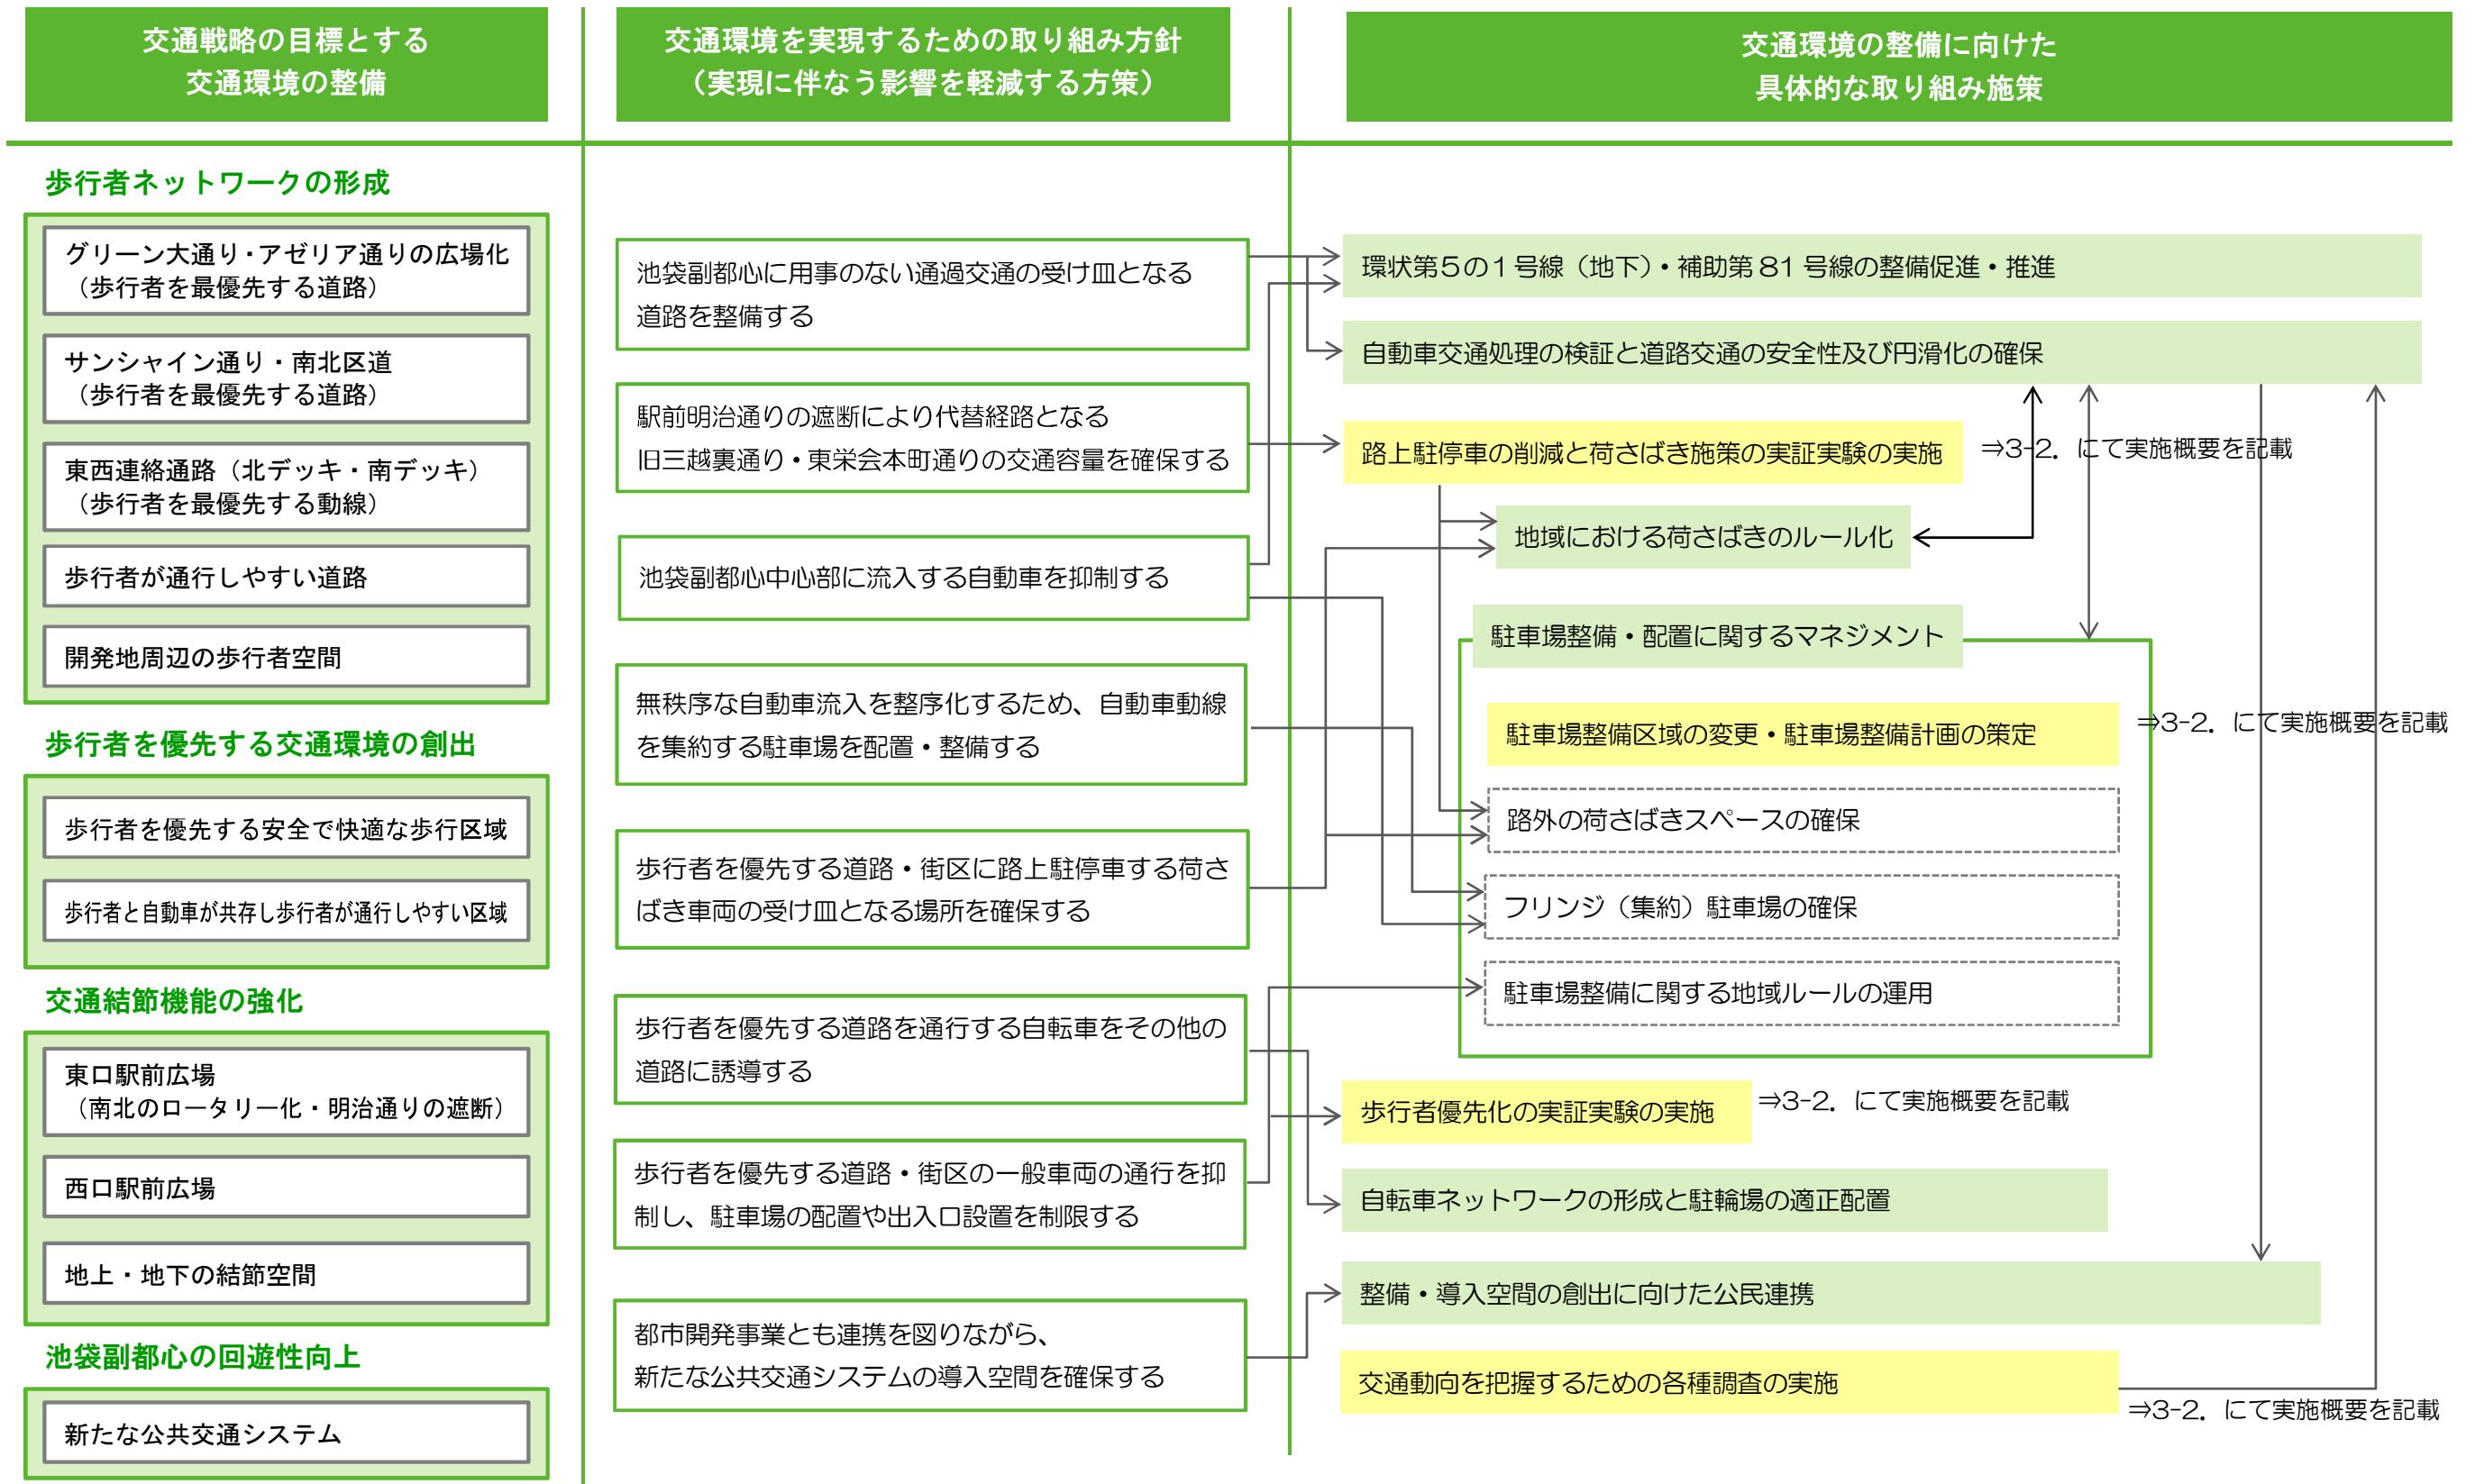 交通戦略の目標とする
交通環境の整備
交通環境を実現するための取り組み方針
（実現に伴なう影響を軽減する方策）
交通環境の整備に向けた
具体的な取り組み施策
歩行者ネットワークの形成
グリーン大通り・アゼリア通りの広場化
（歩行者を最優先する道路）
サンシャイン通り・南北区道
（歩行者を最優先する道路）
東西連絡通路（北デッキ・南デッキ）
（歩行者を最優先する動線）
歩行者が通行しやすい道路
開発地周辺の歩行者空間
歩行者を優先する交通環境の創出
歩行者を優先する安全で快適な歩行区域
歩行者と自動車が共存し歩行者が通行しやすい区域
交通結節機能の強化
東口駅前広場
（南北のロータリー化・明治通りの遮断）
西口駅前広場
地上・地下の結節空間
池袋副都心の回遊性向上
新たな公共交通システム
池袋副都心に用事のない通過交通の受け皿となる
道路を整備する
駅前明治通りの遮断により代替経路となる
旧三越裏通り・東栄会本町通りの交通容量を確保する
池袋副都心中心部に流入する自動車を抑制する
無秩序な自動車流入を整序化するため、自動車動線
を集約する駐車場を配置・整備する
歩行者を優先する道路・街区に路上駐停車する荷さ
ばき車両の受け皿となる場所を確保する
歩行者を優先する道路を通行する自転車をその他の
道路に誘導する
歩行者を優先する道路・街区の一般車両の通行を抑
制し、駐車場の配置や出入口設置を制限する
都市開発事業とも連携を図りながら、
新たな公共交通システムの導入空間を確保する
環状第５の１号線（地下）・補助第 81 号線の整備促進・推進
自動車交通処理の検証と道路交通の安全性及び円滑化の確保
路上駐停車の削減と荷さばき施策の実証実験の実施
⇒3-2．にて実施概要を記載
地域における荷さばきのルール化
駐車場整備・配置に関するマネジメント
駐車場整備区域の変更・駐車場整備計画の策定
⇒3-2．にて実施概要を記載
路外の荷さばきスペースの確保
フリンジ（集約）駐車場の確保
駐車場整備に関する地域ルールの運用
歩行者優先化の実証実験の実施
⇒3-2．にて実施概要を記載
自転車ネットワークの形成と駐輪場の適正配置
整備・導入空間の創出に向けた公民連携
交通動向を把握するための各種調査の実施
⇒3-2．にて実施概要を記載